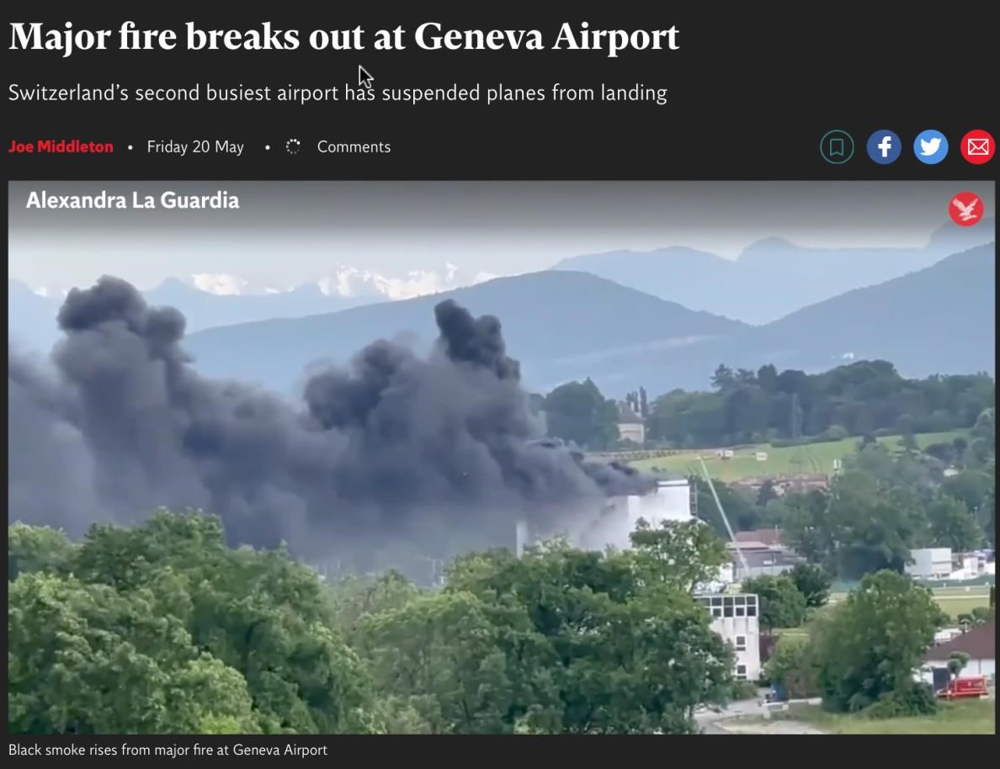 Major fire breaks out at Geneva Airport
Switzerland’s second busiest airport has suspended planes from landing
Joe Middleton • Friday 20 May • Comments
Alexandra La Guardia
Black smoke rises from major fire at Geneva Airport